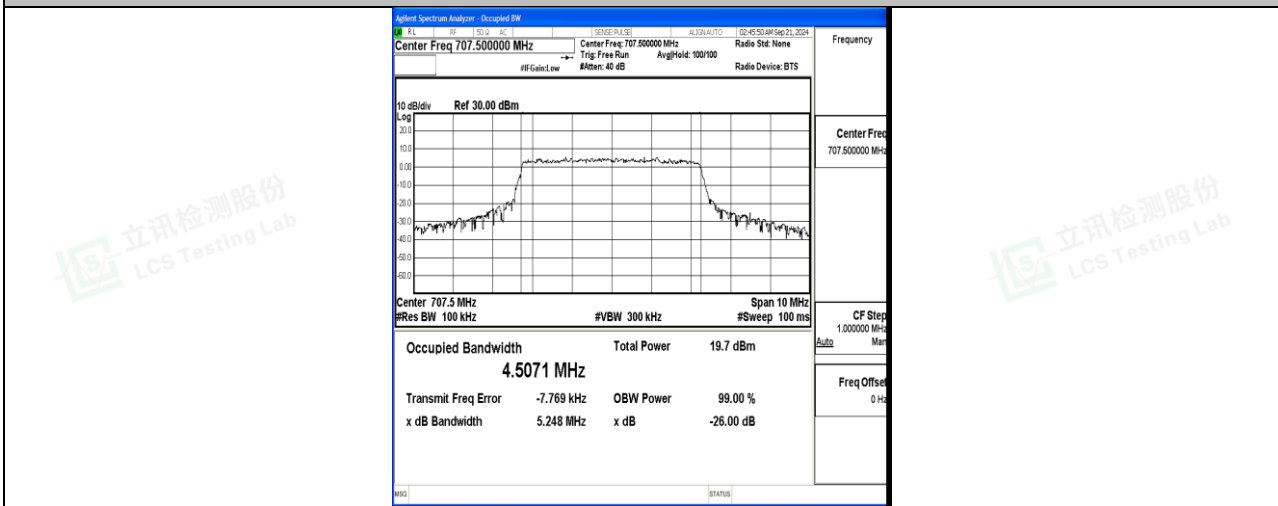 Agilent Spectrum Analyzer - Occupied BW
RL RF 50 Ω AC SENSE:PULSE ALIGN AUTO 02:45:50 AM Sep 21, 2024
Center Freq 707.500000 MHz
Center Freq: 707.500000 MHz
Radio Std: None
Trig: Free Run Avg|Hold: 100/100
#IFGain:Low
#Atten: 40 dB
Radio Device: BTS
Frequency
10 dB/div Ref 30.00 dBm
Log
20.0
10.0
0.00
-10.0
-20.0
-30.0
-40.0
-50.0
-60.0
Center Freq
707.500000 MHz
Center 707.5 MHz
Span 10 MHz
#Res BW 100 kHz
#VBW 300 kHz
#Sweep 100 ms
CF Step
1.000000 MHz
Auto Man
Occupied Bandwidth
4.5071 MHz
Total Power 19.7 dBm
Transmit Freq Error -7.769 kHz
OBW Power 99.00 %
x dB Bandwidth 5.248 MHz
x dB -26.00 dB
Freq Offset
0 Hz
MSG
STATUS
立讯检测股份
LCS Testing Lab
立讯检测股份
LCS Testing Lab